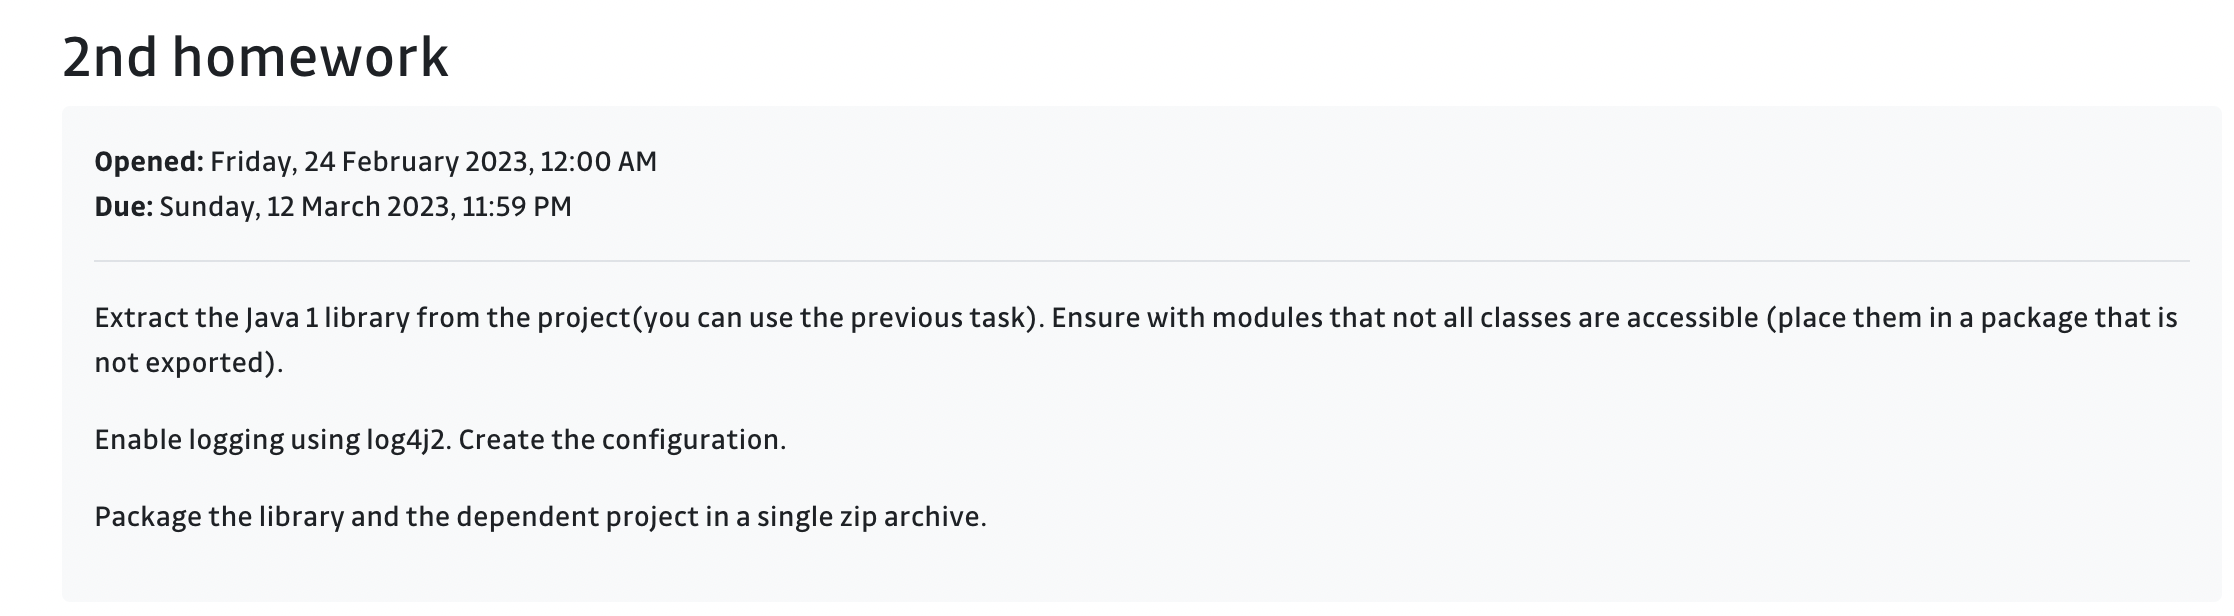 2nd homework
Opened: Friday, 24 February 2023, 12:00 AM
Due: Sunday, 12 March 2023, 11:59 PM
Extract the Java 1 library from the project(you can use the previous task). Ensure with modules that not all classes are accessible (place them in a package that is
not exported).
Enable logging using log4j2. Create the configuration.
Package the library and the dependent project in a single zip archive.